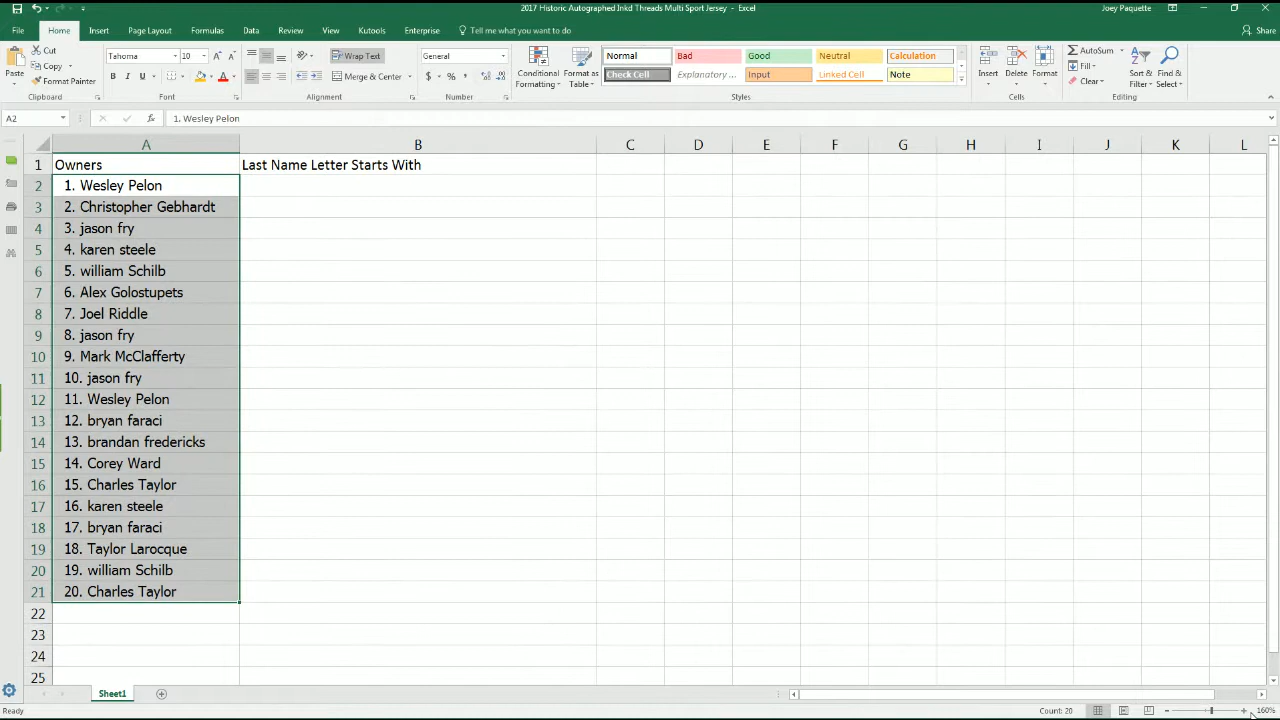 2017 Historic Autographed Inkd Threads Multi Sport Jersey - Excel
Joey Paquette
File Home Insert Page Layout Formulas Data Review View Kutools Enterprise Tell me what you want to do Share
Paste
Cut
Copy
Format Painter
Clipboard
Tahoma 10
B I U A
Font
Wrap Text
Merge & Center
Alignment
General
$ % ,
Number
Conditional Formatting
Format as Table
Normal Bad Good Neutral Calculation
Check Cell Explanatory ... Input Linked Cell Note
Styles
Insert Delete Format
Cells
AutoSum
Fill
Clear
Sort & Filter
Find & Select
Editing
A2 fx 1. Wesley Pelon
A B C D E F G H I J K L
1 Owners Last Name Letter Starts With
2 1. Wesley Pelon
3 2. Christopher Gebhardt
4 3. jason fry
5 4. karen steele
6 5. william Schilb
7 6. Alex Golostupets
8 7. Joel Riddle
9 8. jason fry
10 9. Mark McClafferty
11 10. jason fry
12 11. Wesley Pelon
13 12. bryan faraci
14 13. brandan fredericks
15 14. Corey Ward
16 15. Charles Taylor
17 16. karen steele
18 17. bryan faraci
19 18. Taylor Larocque
20 19. william Schilb
21 20. Charles Taylor
22
23
24
25
Sheet1
Ready Count: 20 160%